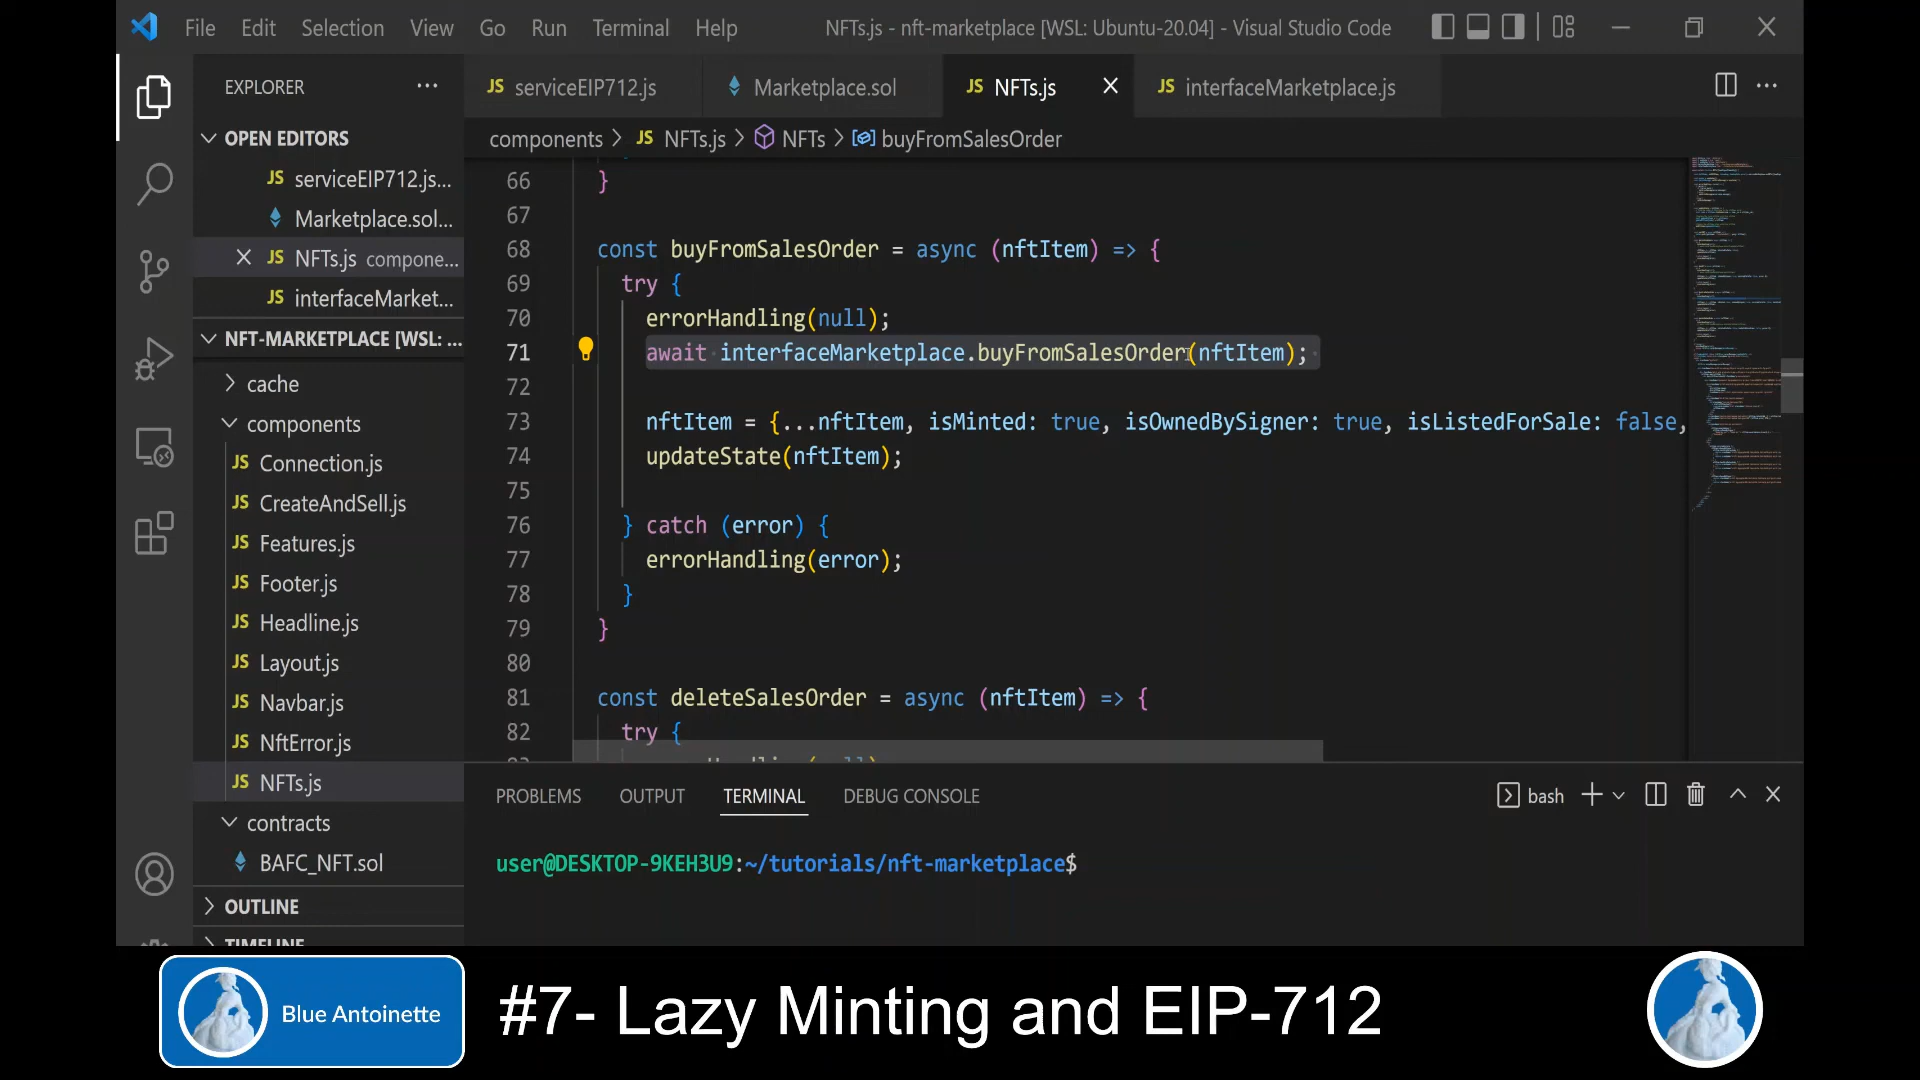 File Edit Selection View Go Run Terminal Help
NFTs.js - nft-marketplace [WSL: Ubuntu-20.04] - Visual Studio Code
EXPLORER
OPEN EDITORS
JS serviceEIP712.js...
Marketplace.sol...
JS NFTs.js compone...
JS interfaceMarket...
NFT-MARKETPLACE [WSL: ...
cache
components
JS Connection.js
JS CreateAndSell.js
JS Features.js
JS Footer.js
JS Headline.js
JS Layout.js
JS Navbar.js
JS NftError.js
JS NFTs.js
contracts
BAFC_NFT.sol
OUTLINE
TIMELINE
JS serviceEIP712.js
Marketplace.sol
JS NFTs.js
JS interfaceMarketplace.js
components > JS NFTs.js > NFTs > buyFromSalesOrder
66 }
67
68 const buyFromSalesOrder = async (nftItem) => {
69 try {
70 errorHandling(null);
71 await interfaceMarketplace.buyFromSalesOrder(nftItem);
72
73 nftItem = {...nftItem, isMinted: true, isOwnedBySigner: true, isListedForSale: false,
74 updateState(nftItem);
75
76 } catch (error) {
77 errorHandling(error);
78 }
79 }
80
81 const deleteSalesOrder = async (nftItem) => {
82 try {
PROBLEMS OUTPUT TERMINAL DEBUG CONSOLE
bash
user@DESKTOP-9KEH3U9:~/tutorials/nft-marketplace$
Blue Antoinette
#7- Lazy Minting and EIP-712